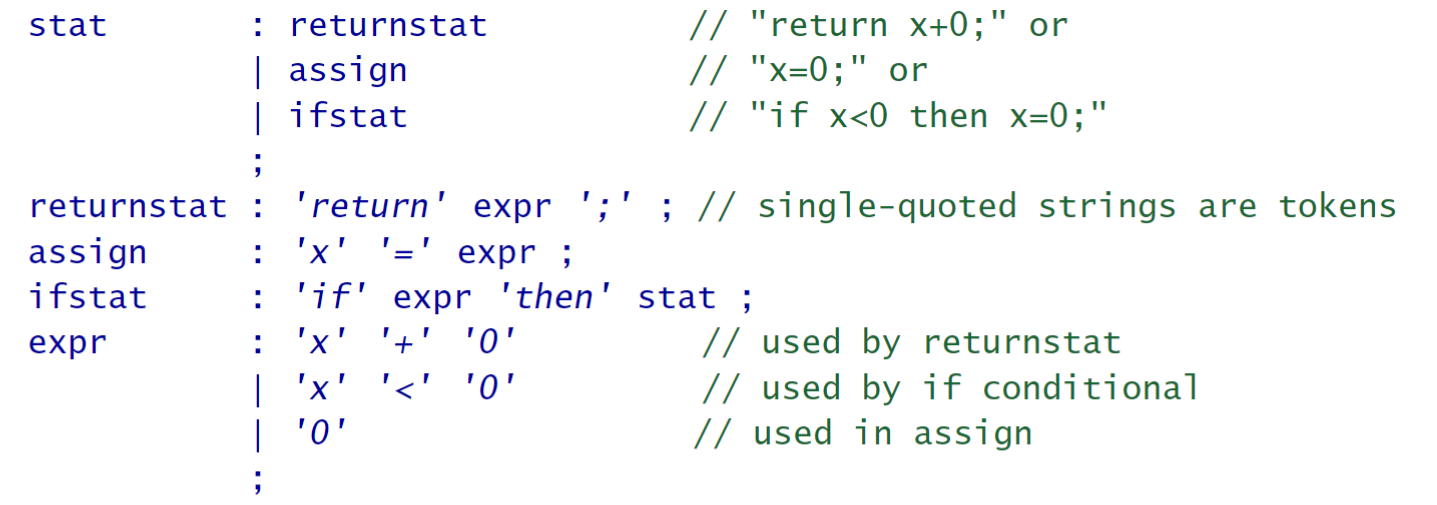 stat : returnstat // "return x+0;" or
| assign // "x=0;" or
| ifstat // "if x<0 then x=0;"
;
returnstat : 'return' expr ';' ; // single-quoted strings are tokens
assign : 'x' '=' expr ;
ifstat : 'if' expr 'then' stat ;
expr : 'x' '+' '0' // used by returnstat
| 'x' '<' '0' // used by if conditional
| '0' // used in assign
;